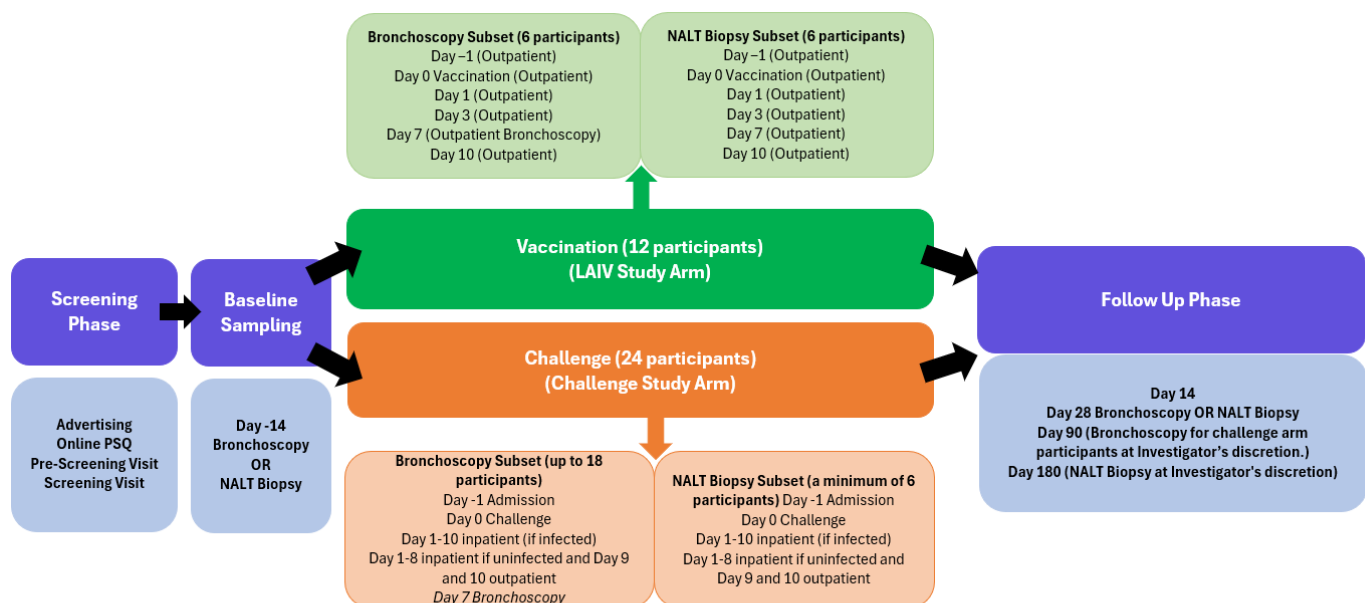 Bronchoscopy Subset (6 participants)
Day –1 (Outpatient)
Day 0 Vaccination (Outpatient)
Day 1 (Outpatient)
Day 3 (Outpatient)
Day 7 (Outpatient Bronchoscopy)
Day 10 (Outpatient)
NALT Biopsy Subset (6 participants)
Day –1 (Outpatient)
Day 0 Vaccination (Outpatient)
Day 1 (Outpatient)
Day 3 (Outpatient)
Day 7 (Outpatient)
Day 10 (Outpatient)
Vaccination (12 participants)
(LAIV Study Arm)
Screening
Phase
Baseline
Sampling
Follow Up Phase
Challenge (24 participants)
(Challenge Study Arm)
Advertising
Online PSQ
Pre-Screening Visit
Screening Visit
Day -14
Bronchoscopy
OR
NALT Biopsy
Day 14
Day 28 Bronchoscopy OR NALT Biopsy
Day 90 (Bronchoscopy for challenge arm
participants at Investigator’s discretion.)
Day 180 (NALT Biopsy at Investigator's discretion)
Bronchoscopy Subset (up to 18
participants)
Day -1 Admission
Day 0 Challenge
Day 1-10 inpatient (if infected)
Day 1-8 inpatient if uninfected and Day 9
and 10 outpatient
Day 7 Bronchoscopy
NALT Biopsy Subset (a minimum of 6
participants) Day -1 Admission
Day 0 Challenge
Day 1-10 inpatient (if infected)
Day 1-8 inpatient if uninfected and
Day 9 and 10 outpatient